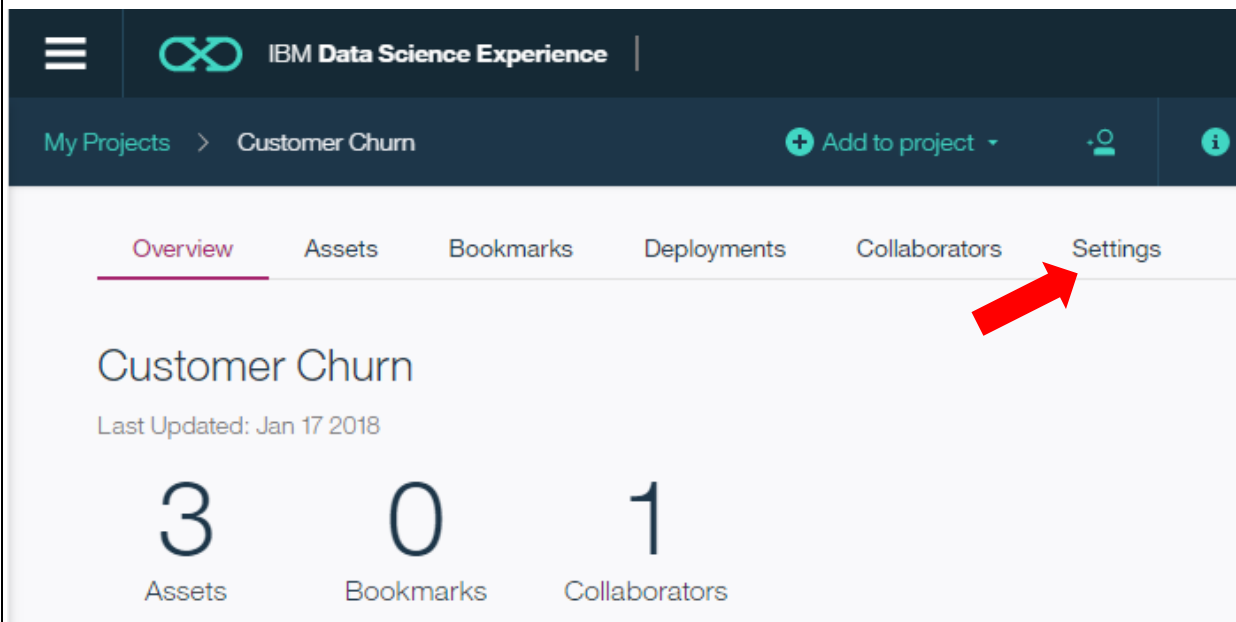 IBM Data Science Experience
My Projects > Customer Churn Add to project
Overview Assets Bookmarks Deployments Collaborators Settings
Customer Churn
Last Updated: Jan 17 2018
3 0 1
Assets Bookmarks Collaborators